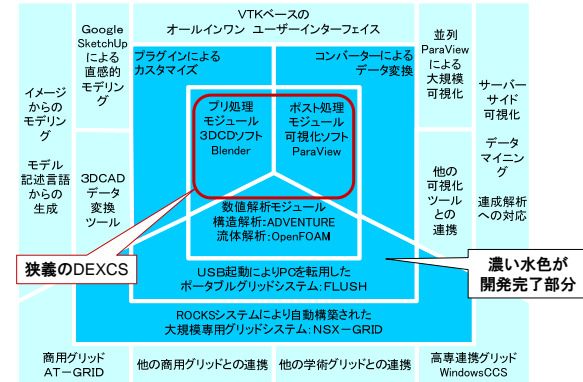 VTKベースの
オールインワン ユーザーインターフェイス
Google
SketchUp
による
直感的
モデリング
プラグインによる
カスタマイズ
コンバーターによる
データ変換
並列
ParaView
による
大規模
可視化
イメージ
からの
モデリン
グ
モデル
記述言語
からの
生成
サーバー
サイド
可視化
データ
マイニン
グ
連成解析
への対応
プリ処理
モジュール
3DCDソフト
Blender
ポスト処理
モジュール
可視化ソフト
ParaView
3DCAD
データ
変換
ツール
他の
可視化
ツール
との
連携
数値解析モジュール
構造解析:ADVENTURE
流体解析:OpenFOAM
狭義のDEXCS
濃い水色が
開発完了部分
USB起動によりPCを転用した
ポータブルグリッドシステム:FLUSH
ROCKSシステムにより自動構築された
大規模専用グリッドシステム:NSX－GRID
商用グリッド
AT－GRID
他の商用グリッドとの連携
他の学術グリッドとの連携
高専連携グリッド
WindowsCCS